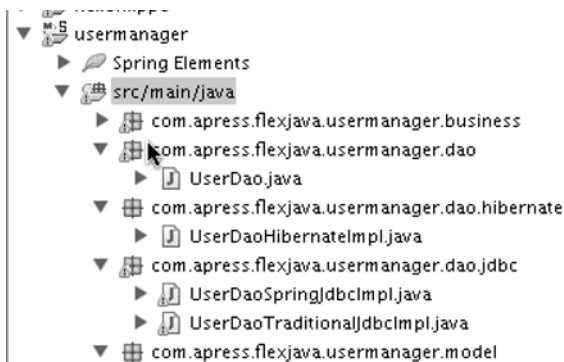 usermanager
Spring Elements
src/main/java
com.apress.flexjava.usermanager.business
com.apress.flexjava.usermanager.dao
UserDao.java
com.apress.flexjava.usermanager.dao.hibernate
UserDaoHibernateImpl.java
com.apress.flexjava.usermanager.dao.jdbc
UserDaoSpringJdbcImpl.java
UserDaoTraditionalJdbcImpl.java
com.apress.flexjava.usermanager.model